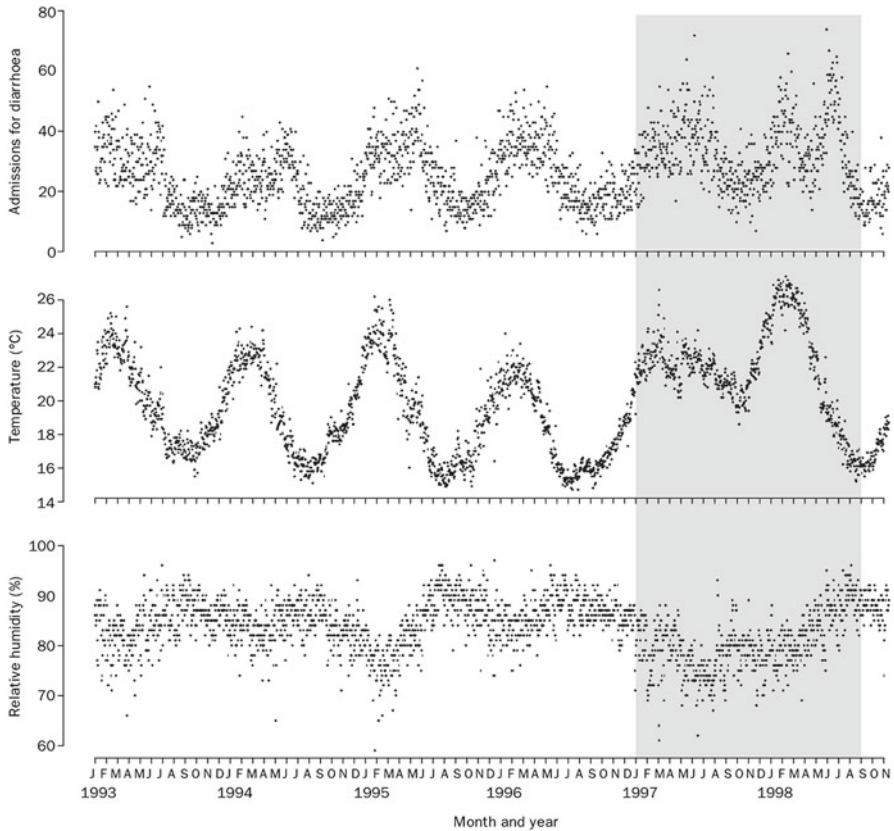 Admissions for diarrhoea
80
60
40
20
0
Temperature (°C)
26
24
22
20
18
16
14
Relative humidity (%)
100
90
80
70
60
J F M A M J J A S O N D J F M A M J J A S O N D J F M A M J J A S O N D J F M A M J J A S O N D J F M A M J J A S O N D J F M A M J J A S O N
1993 1994 1995 1996 1997 1998
Month and year